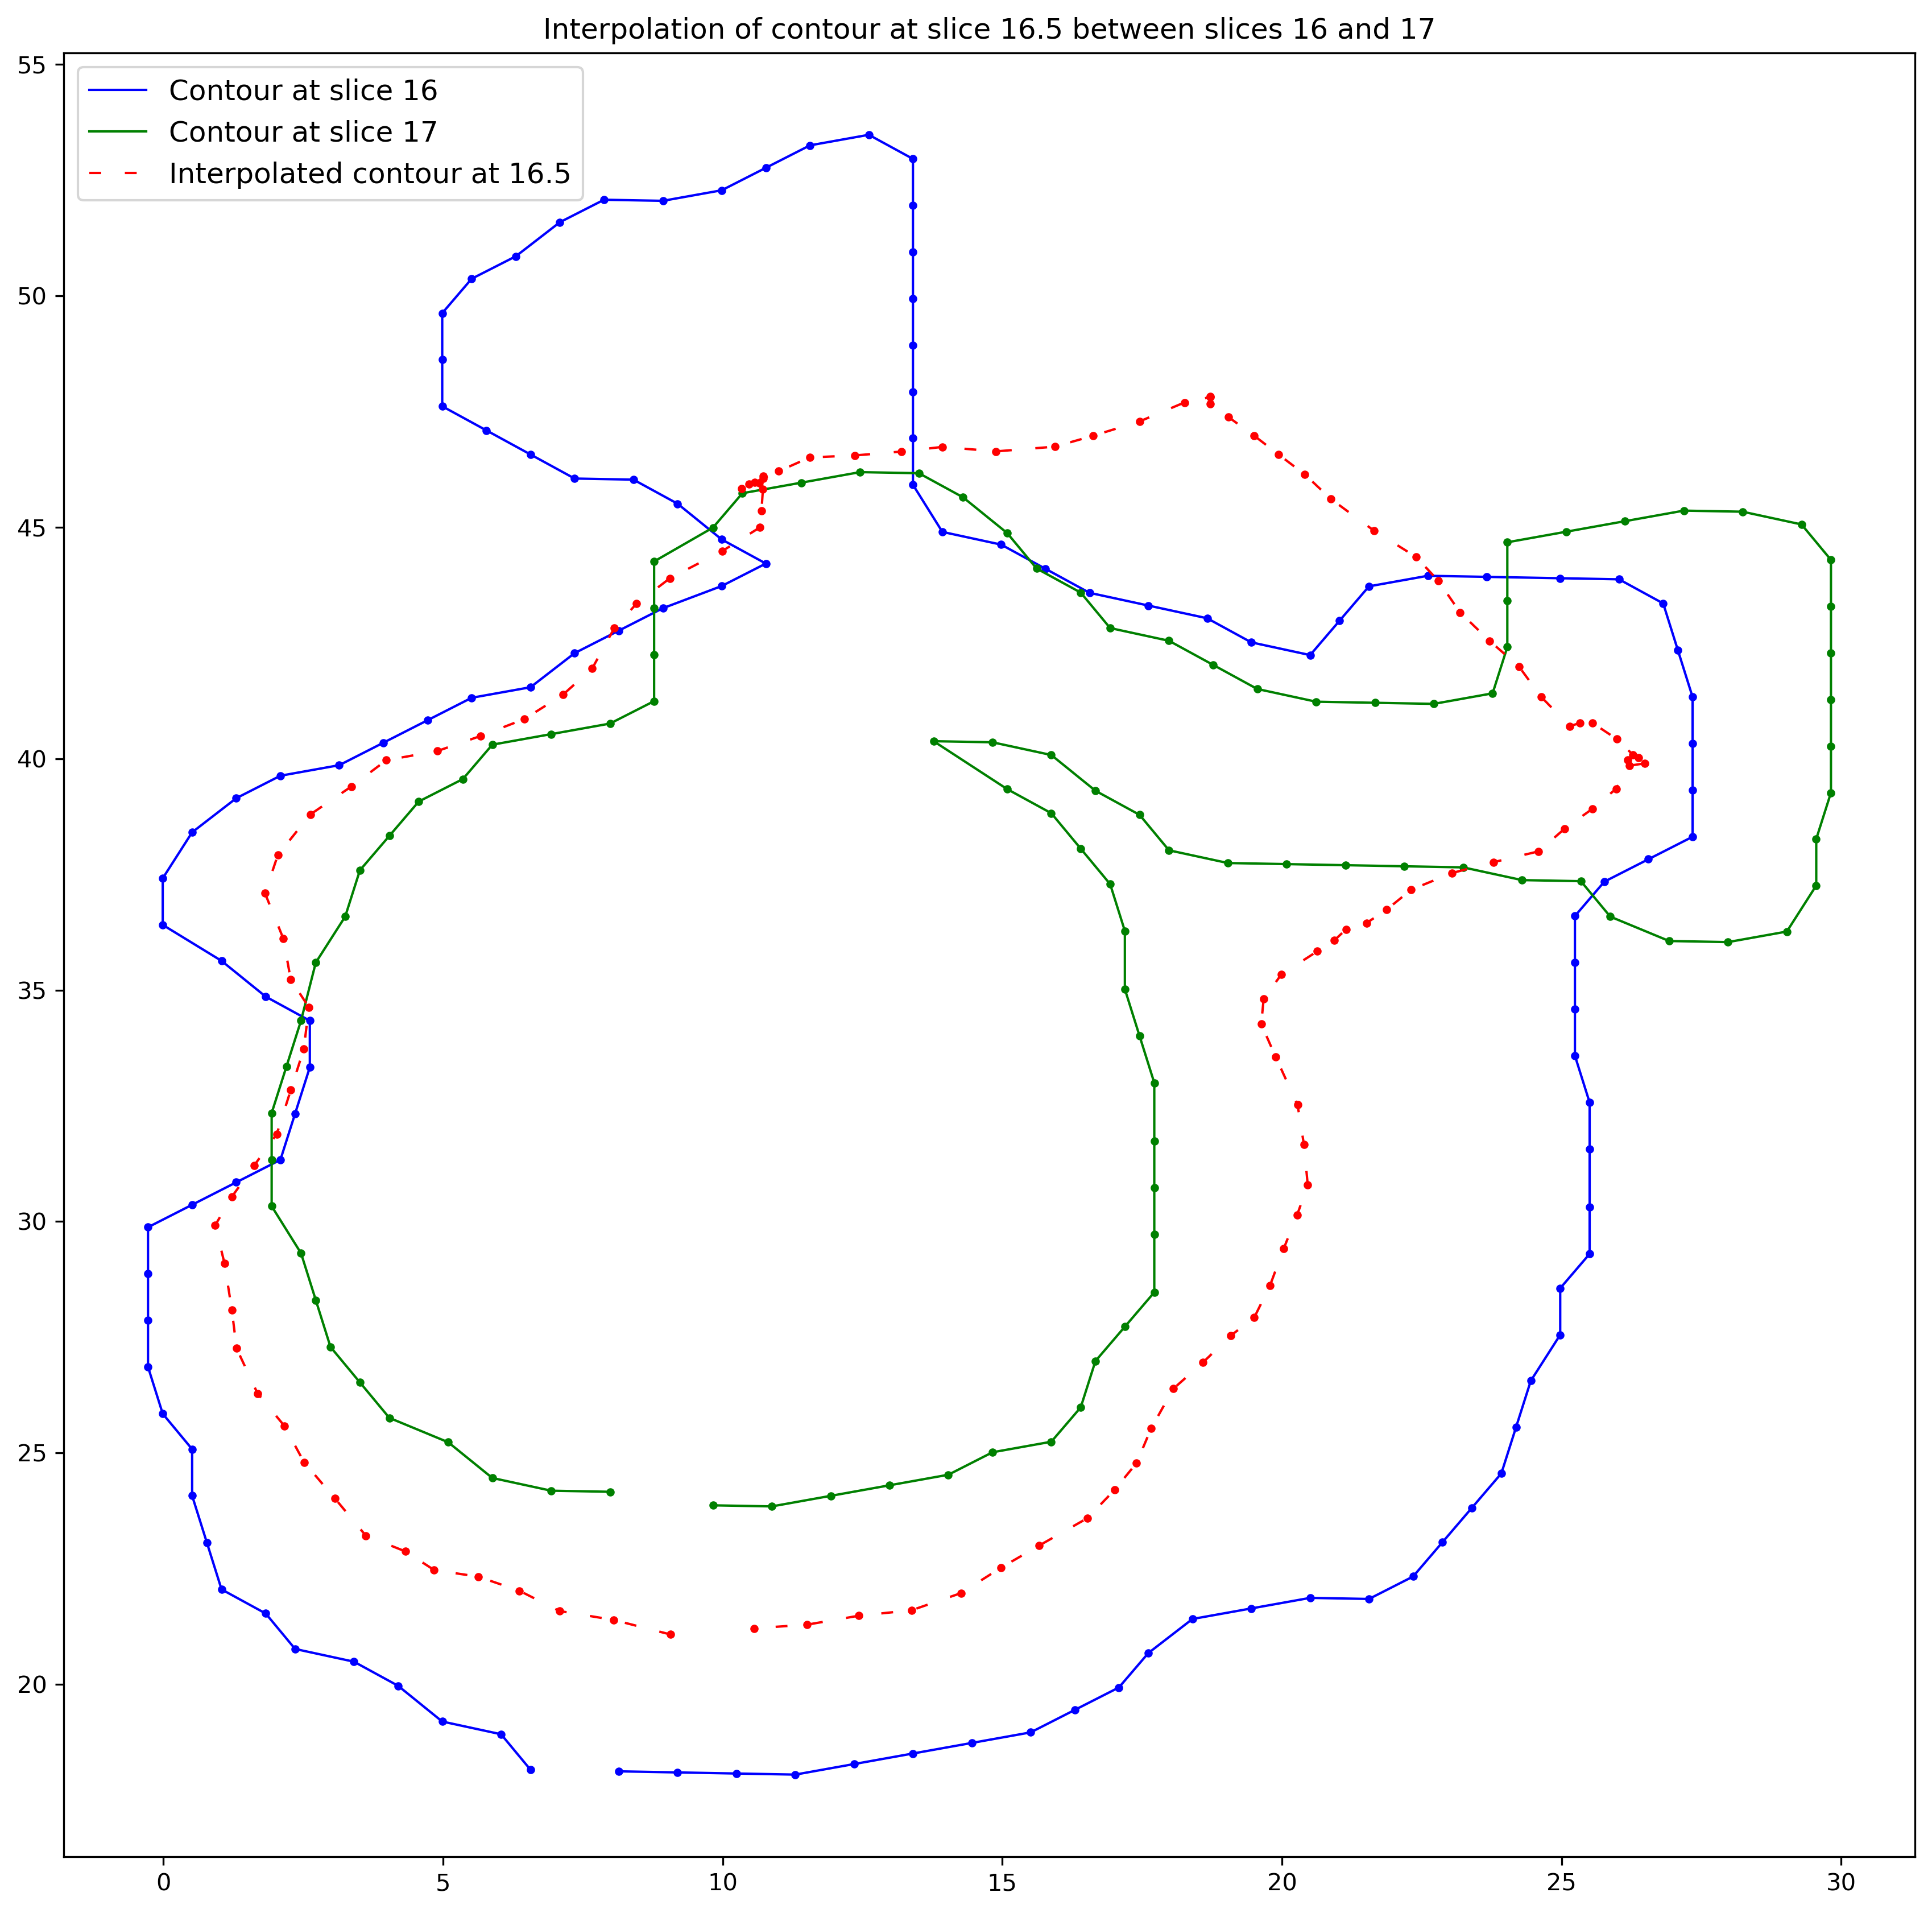 Interpolation of contour at slice 16.5 between slices 16 and 17
55
50
45
40
35
30
25
20
Contour at slice 16
Contour at slice 17
Interpolated contour at 16.5
0 5 10 15 20 25 30